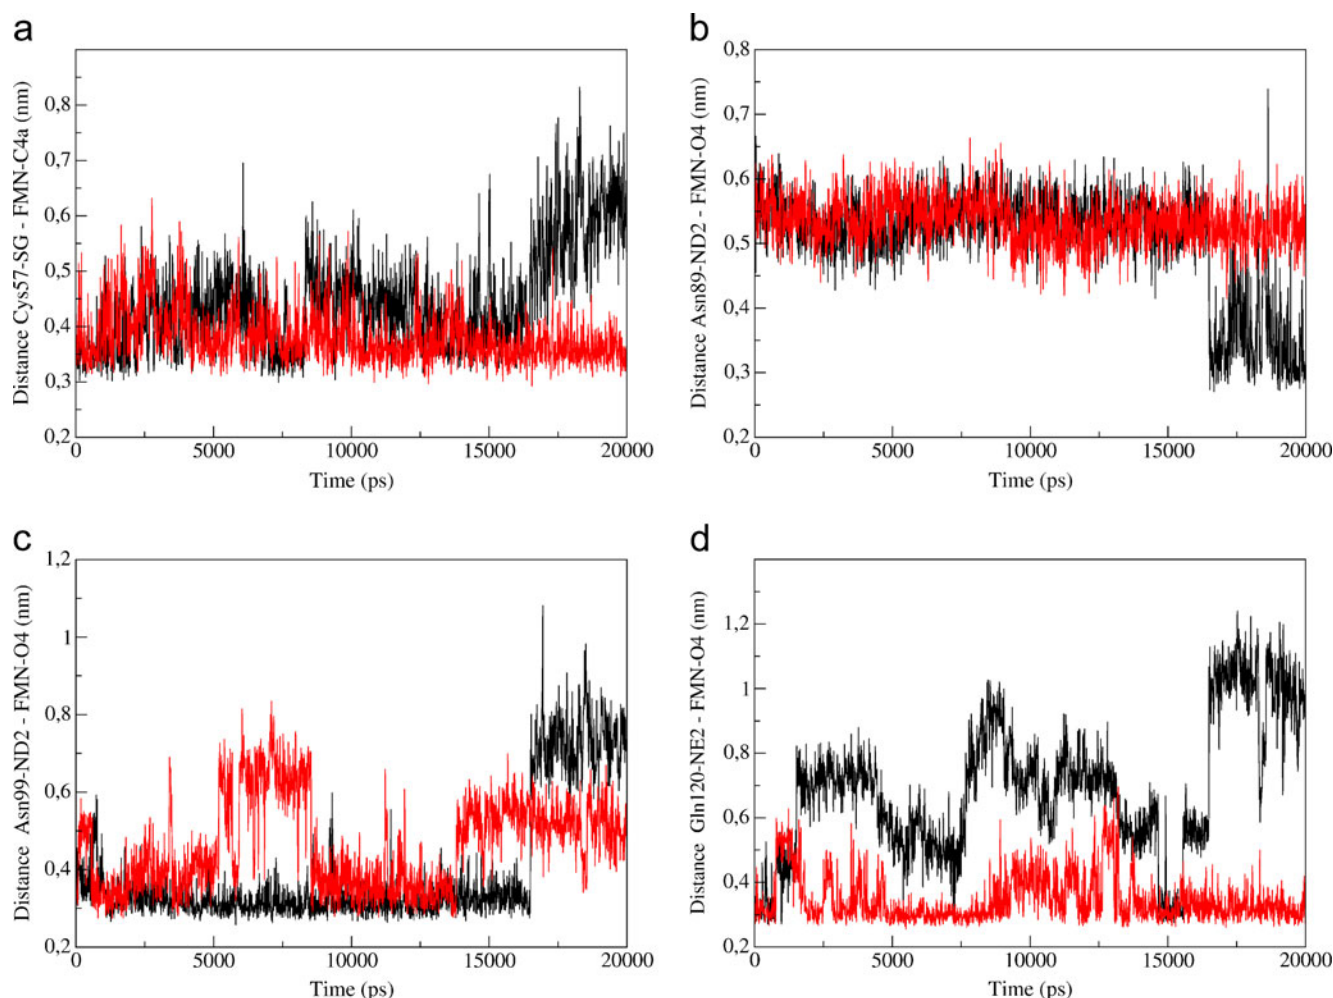 a
Distance Cys57-SG - FMN-C4a (nm)
0,8
0,7
0,6
0,5
0,4
0,3
0,2
0 5000 10000 15000 20000
Time (ps)
b
Distance Asn89-ND2 - FMN-O4 (nm)
0,8
0,7
0,6
0,5
0,4
0,3
0,2
0 5000 10000 15000 20000
Time (ps)
c
Distance Asn99-ND2 - FMN-O4 (nm)
1,2
1
0,8
0,6
0,4
0,2
0 5000 10000 15000 20000
Time (ps)
d
Distance Gln120-NE2 - FMN-O4 (nm)
1,2
1
0,8
0,6
0,4
0,2
0 5000 10000 15000 20000
Time (ps)